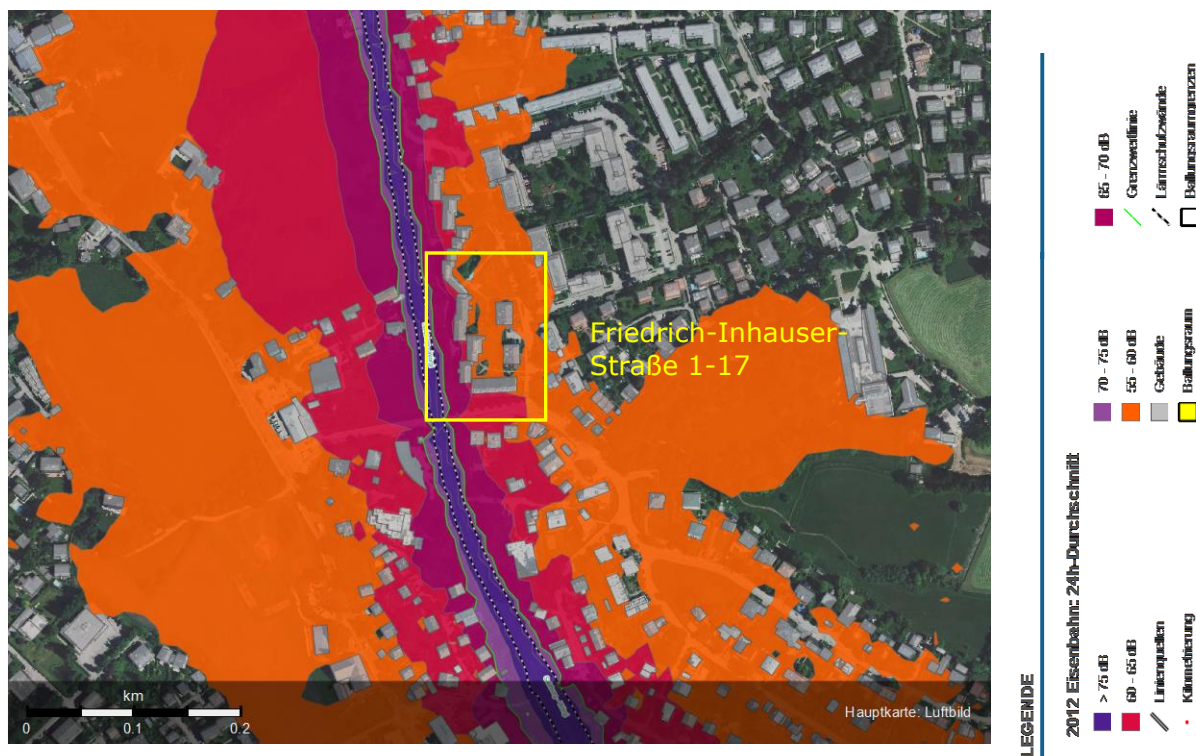 Friedrich-Inhauser-
Straße 1-17
km
0 0.1 0.2
Hauptkarte: Luftbild
LEGENDE
2012 Eisenbahn: 24h-Durchschnitt
> 75 dB
70 - 75 dB
65 - 70 dB
60 - 65 dB
55 - 60 dB
Grenzwertlinie
Linienquellen
Gebäude
Lärmschutzwände
Kilometrierung
Ballungsraum
Ballungsraumgrenzen